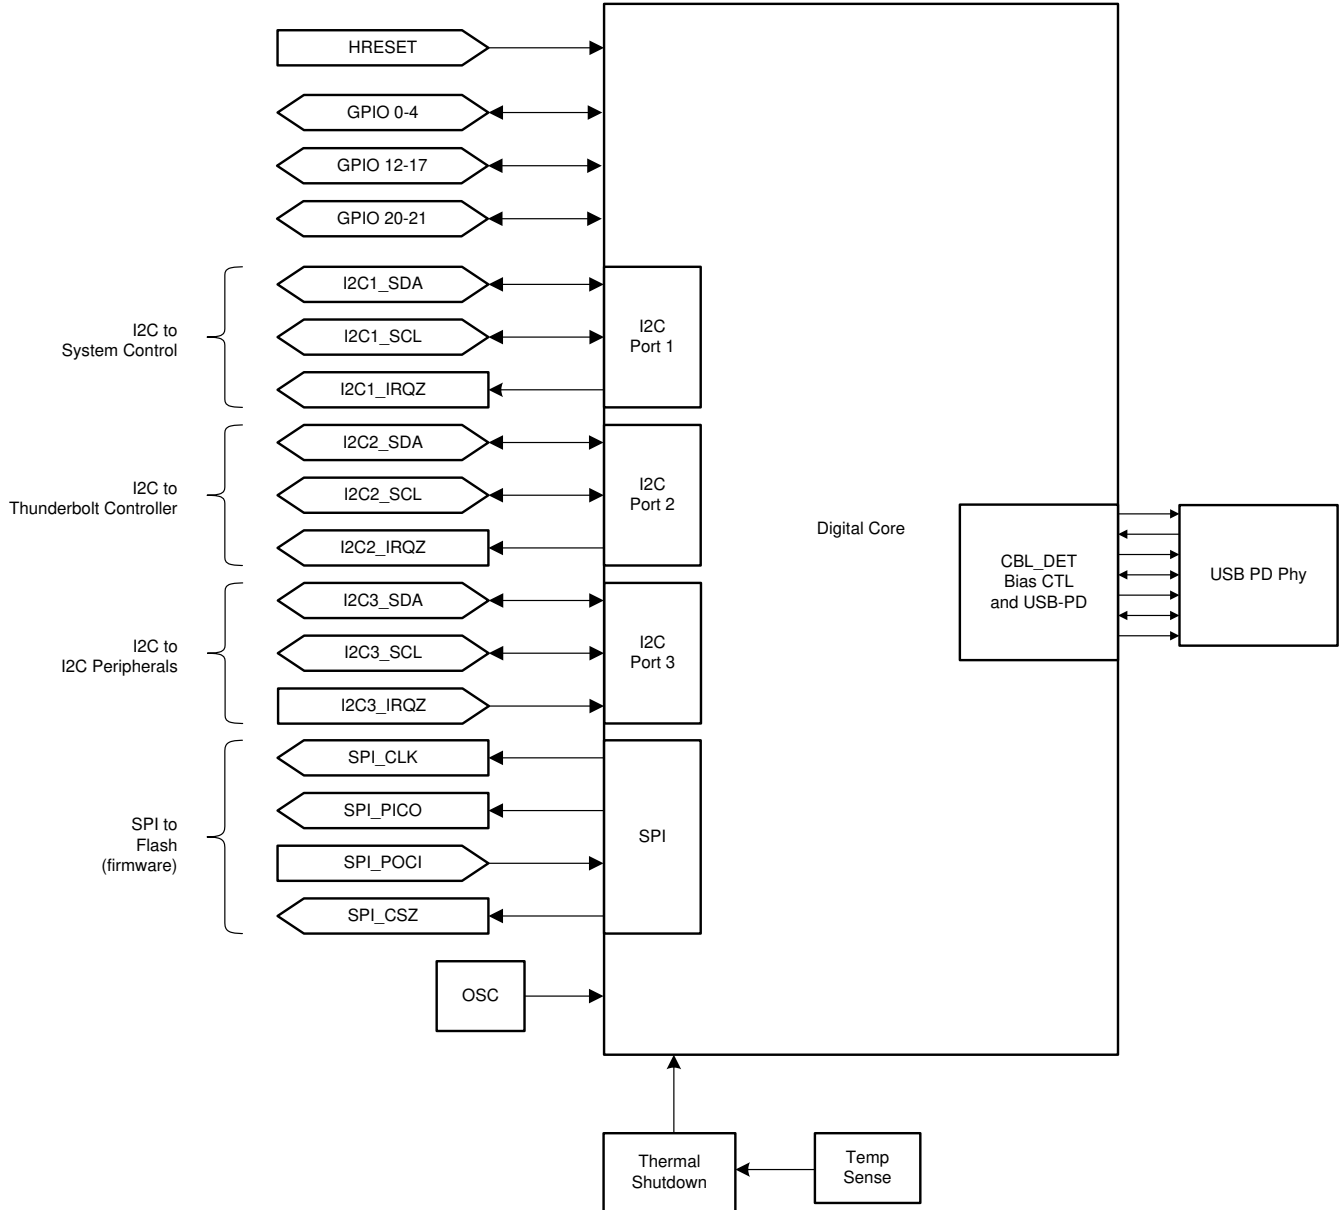 HRESET
GPIO 0-4
GPIO 12-17
GPIO 20-21
I2C to
System Control
I2C1_SDA
I2C1_SCL
I2C1_IRQZ
I2C
Port 1
I2C to
Thunderbolt Controller
I2C2_SDA
I2C2_SCL
I2C2_IRQZ
I2C
Port 2
Digital Core
CBL_DET
Bias CTL
and USB-PD
USB PD Phy
I2C to
I2C Peripherals
I2C3_SDA
I2C3_SCL
I2C3_IRQZ
I2C
Port 3
SPI to
Flash
(firmware)
SPI_CLK
SPI_PICO
SPI_POCI
SPI_CSZ
SPI
OSC
Thermal
Shutdown
Temp
Sense